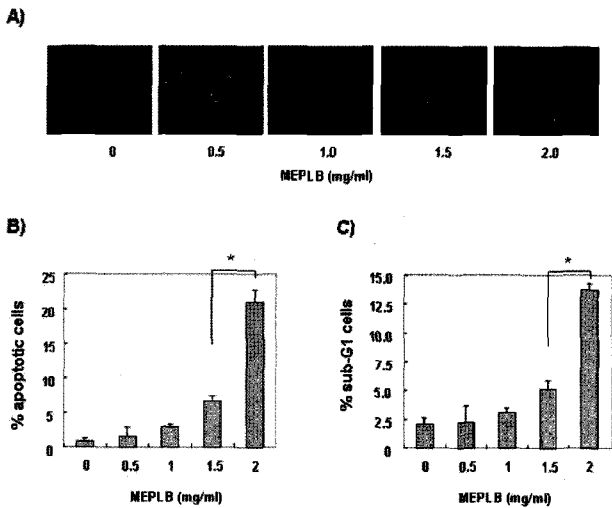 A)
0 0.5 1.0 1.5 2.0
MEPLB (mg/ml)
B)
*
25
20
15
10
5
0
% apoptotic cells
0 0.5 1 1.5 2
MEPLB (mg/ml)
C)
*
15.0
12.5
10.0
7.5
5.0
2.5
0
% sub-G1 cells
0 0.5 1 1.5 2
MEPLB (mg/ml)